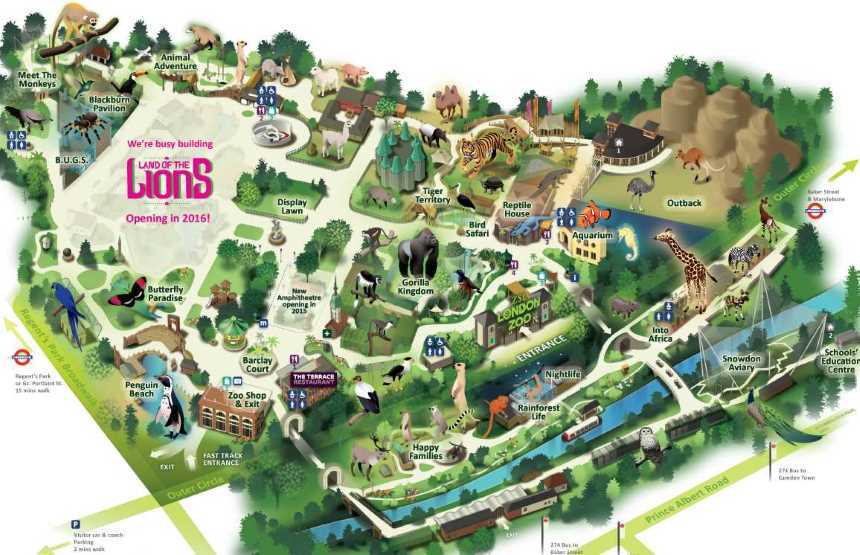 Meet The
Monkeys
Animal
Adventure
Blackburn
Pavilion
B.U.G.S.
We're busy building
LAND OF THE
LIONS
Opening in 2016!
Display
Lawn
Tiger
Territory
Bird
Safari
Reptile
House
Aquarium
1
Outback
Outer Circle
Baker Street
& Marylebone
Gorilla
Kingdom
Butterfly
Paradise
New
Amphitheatre
opening in
2015
LONDON
ZOO
ENTRANCE
Into
Africa
Regent's Park Broadwalk
Regent's Park
or Gt. Portland St.
15 mins walk
Barclay
Court
THE TERRACE
RESTAURANT
Penguin
Beach
Zoo Shop
& Exit
Nightlife
Rainforest
Life
Snowdon
Aviary
2
Schools'
Education
Centre
Happy
Families
EXIT
FAST TRACK
ENTRANCE
Outer Circle
Prince Albert Road
274 Bus to
Camden Town
P
Visitor car & coach
Parking
2 mins walk
EXIT
274 Bus to
Baker Street